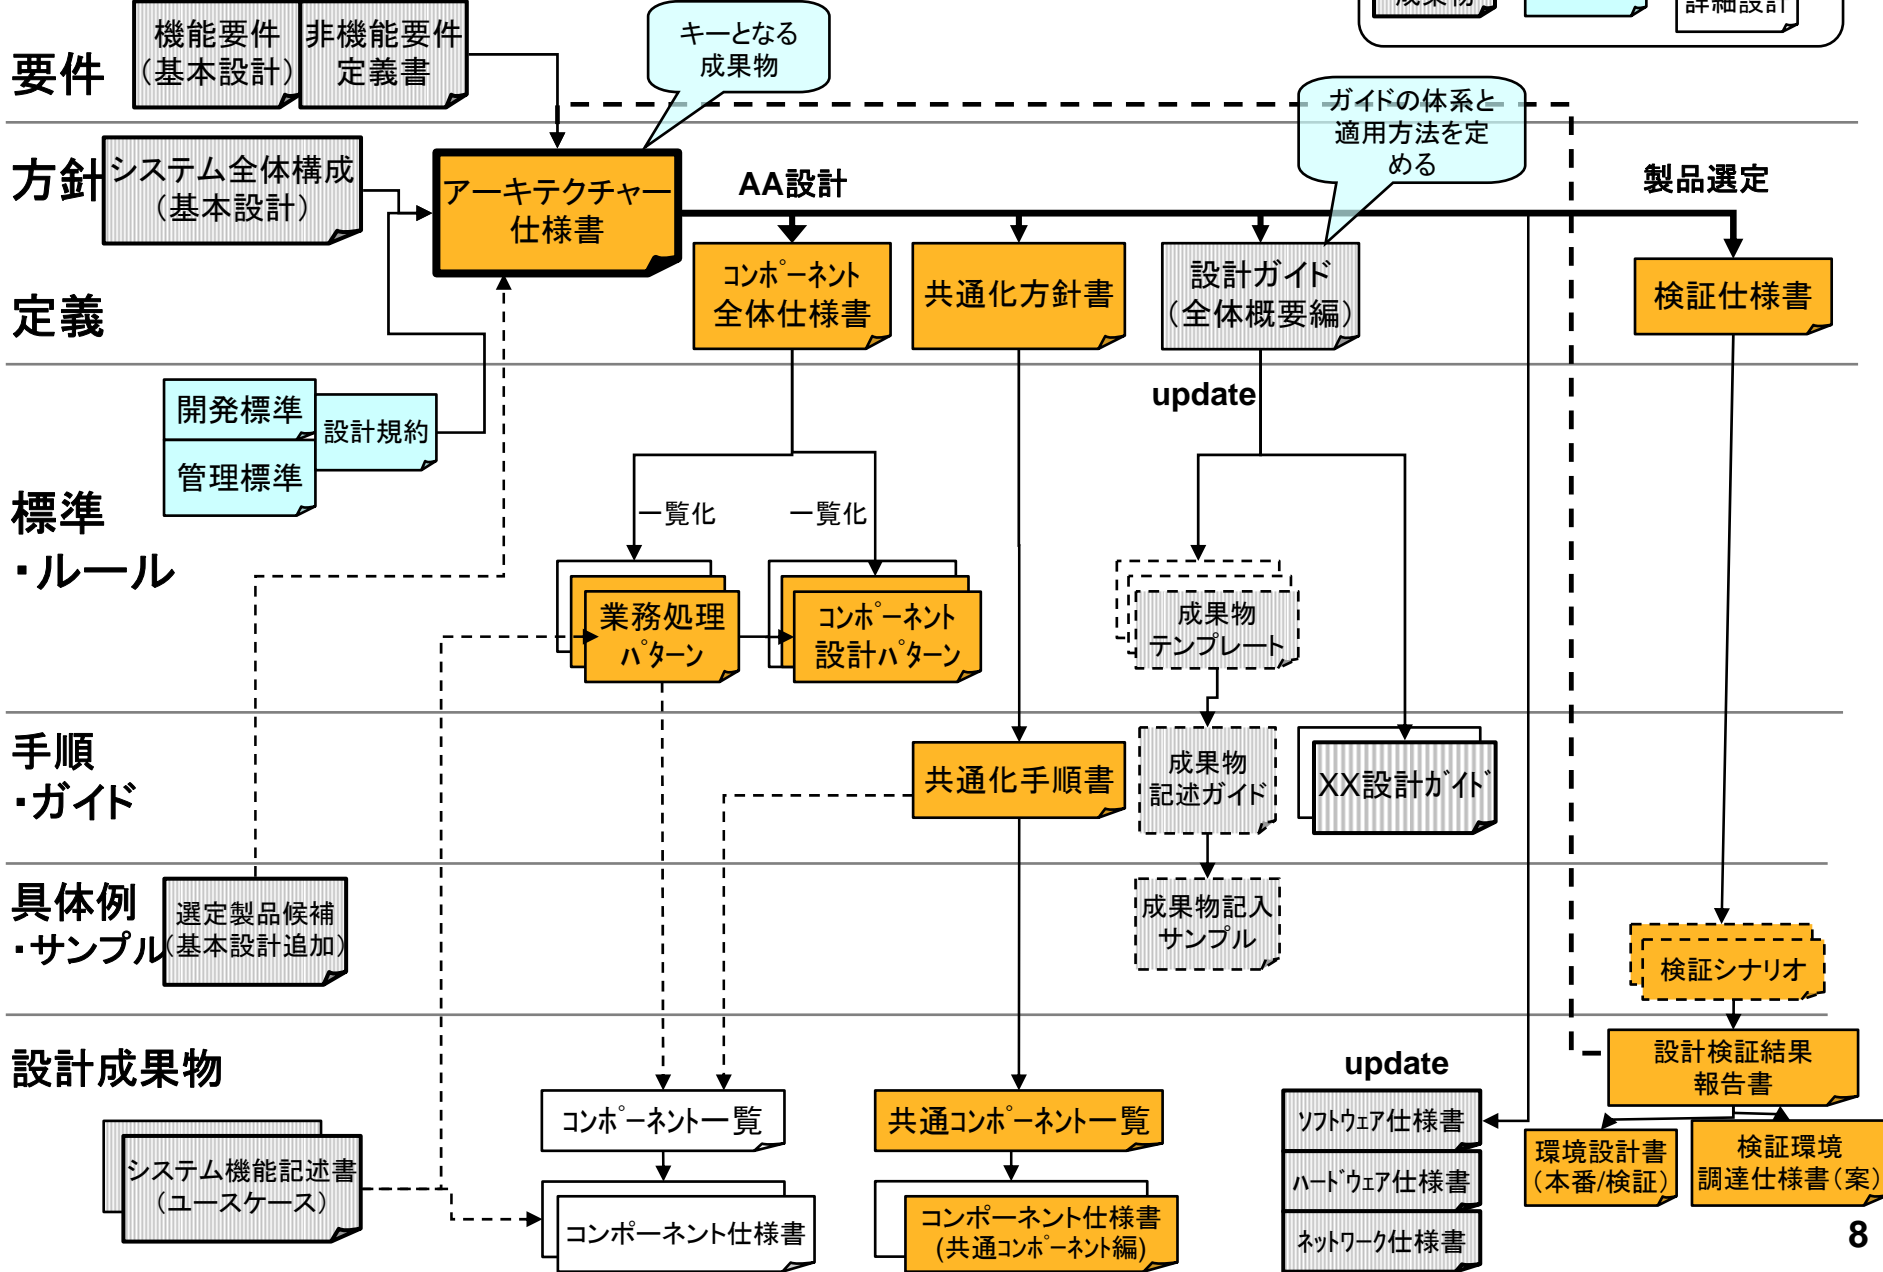 成果物
詳細設計
機能要件
(基本設計)
非機能要件
定義書
キーとなる
成果物
要件
ガイドの体系と
適用方法を定
める
方針
システム全体構成
(基本設計)
アーキテクチャー
仕様書
AA設計
製品選定
定義
コンポーネント
全体仕様書
共通化方針書
設計ガイド
(全体概要編)
検証仕様書
update
開発標準
管理標準
設計規約
標準
・ルール
一覧化
一覧化
業務処理
パターン
コンポーネント
設計パターン
成果物
テンプレート
手順
・ガイド
共通化手順書
成果物
記述ガイド
XX設計ガイド
具体例
・サンプル
選定製品候補
(基本設計追加)
成果物記入
サンプル
検証シナリオ
設計成果物
update
設計検証結果
報告書
コンポーネント一覧
共通コンポーネント一覧
ソフトウェア仕様書
ハードウェア仕様書
ネットワーク仕様書
環境設計書
(本番/検証)
検証環境
調達仕様書(案)
システム機能記述書
(ユースケース)
コンポーネント仕様書
コンポーネント仕様書
(共通コンポーネント編)
8